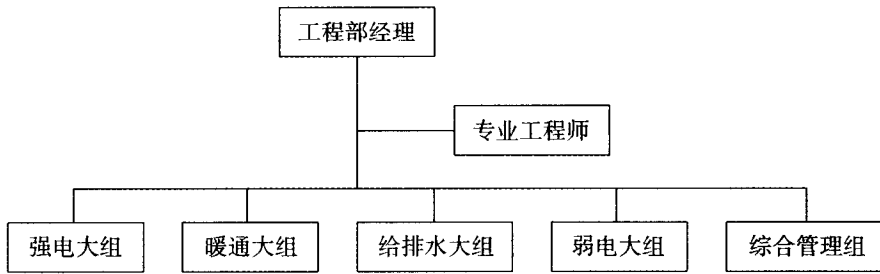 工程部经理
专业工程师
强电大组
暖通大组
给排水大组
弱电大组
综合管理组